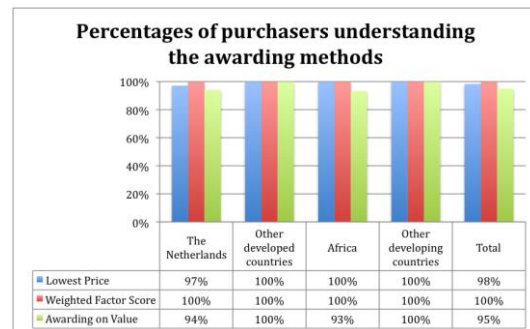 Percentages of purchasers understanding
the awarding methods
100%
80%
60%
40%
20%
0%
The Netherlands Other developed countries Africa Other developing countries Total
Lowest Price 97% 100% 100% 100% 98%
Weighted Factor Score 100% 100% 100% 100% 100%
Awarding on Value 94% 100% 93% 100% 95%